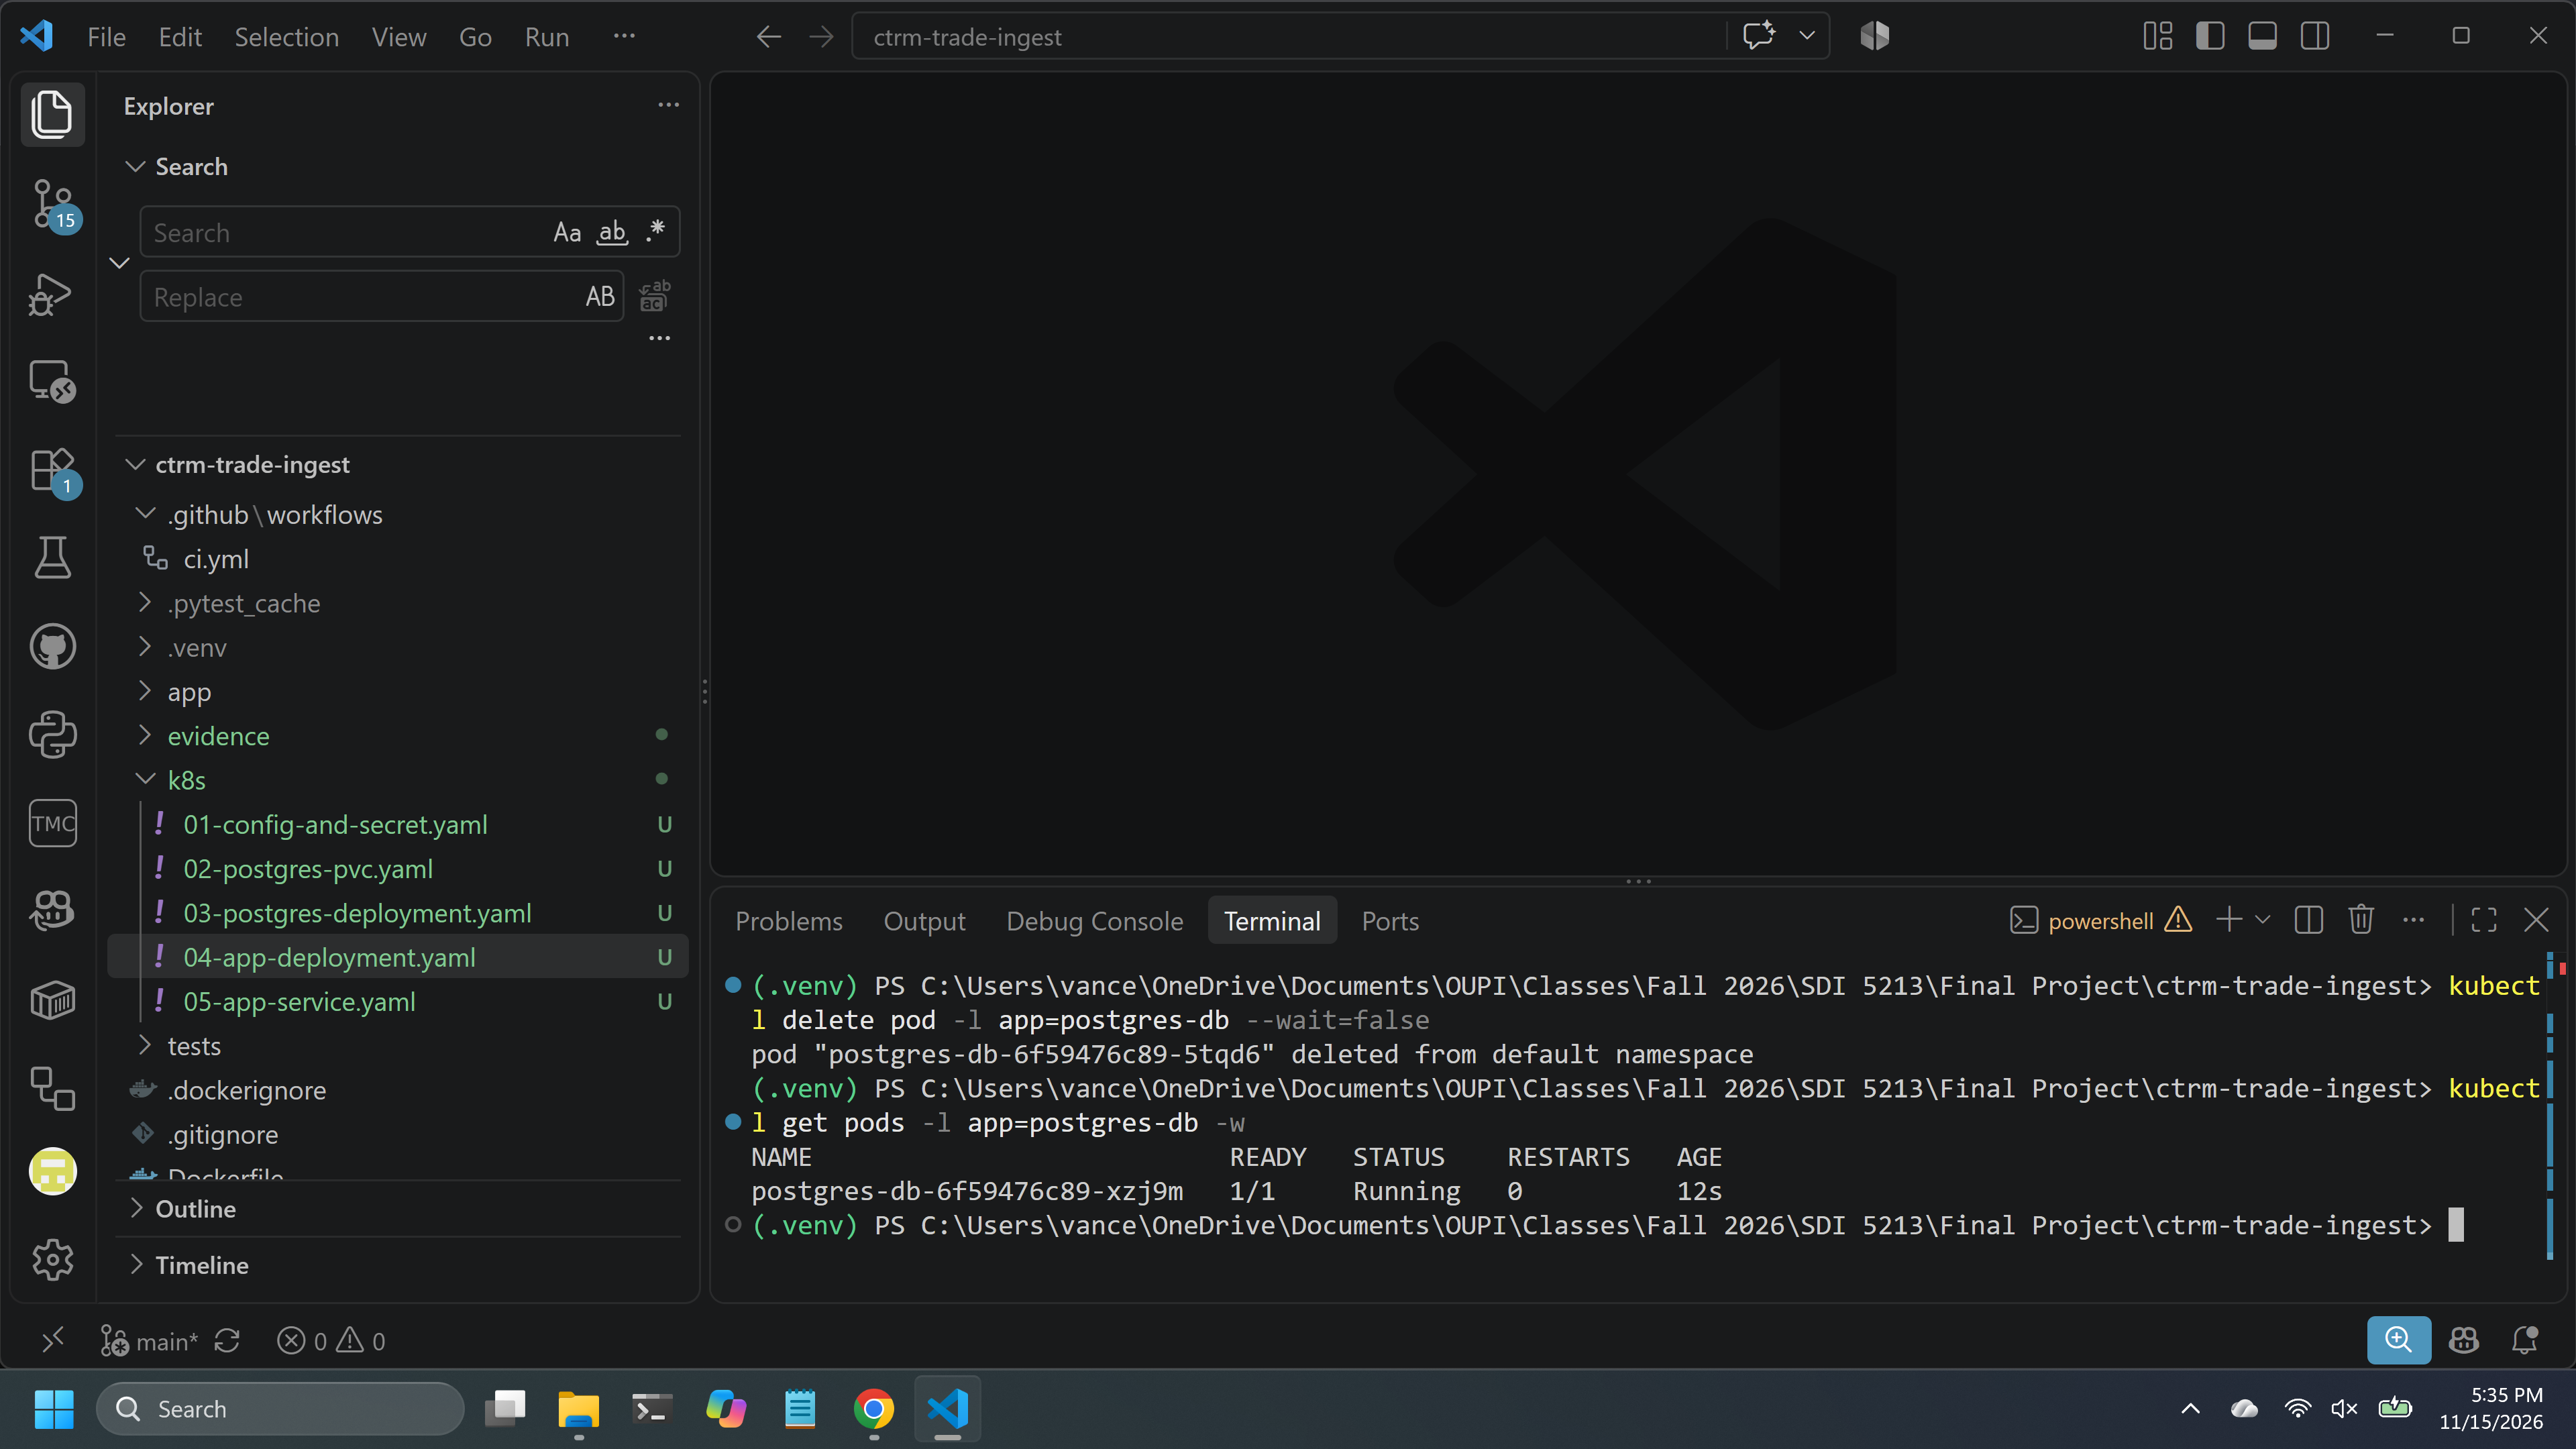 File Edit Selection View Go Run ···
ctrm-trade-ingest
Explorer
Search
Search Aa ab .*
Replace AB
ctrm-trade-ingest
.github\workflows
ci.yml
.pytest_cache
.venv
app
evidence
k8s
! 01-config-and-secret.yaml U
! 02-postgres-pvc.yaml U
! 03-postgres-deployment.yaml U
! 04-app-deployment.yaml U
! 05-app-service.yaml U
tests
.dockerignore
.gitignore
Dockerfile
Outline
Timeline
15
1
TMC
Problems Output Debug Console Terminal Ports
powershell
(.venv) PS C:\Users\vance\OneDrive\Documents\OUPI\Classes\Fall 2026\SDI 5213\Final Project\ctrm-trade-ingest> kubect
l delete pod -l app=postgres-db --wait=false
pod "postgres-db-6f59476c89-5tqd6" deleted from default namespace
(.venv) PS C:\Users\vance\OneDrive\Documents\OUPI\Classes\Fall 2026\SDI 5213\Final Project\ctrm-trade-ingest> kubect
l get pods -l app=postgres-db -w
NAME READY STATUS RESTARTS AGE
postgres-db-6f59476c89-xzj9m 1/1 Running 0 12s
(.venv) PS C:\Users\vance\OneDrive\Documents\OUPI\Classes\Fall 2026\SDI 5213\Final Project\ctrm-trade-ingest>
main* 0 0
Search
5:35 PM
11/15/2026